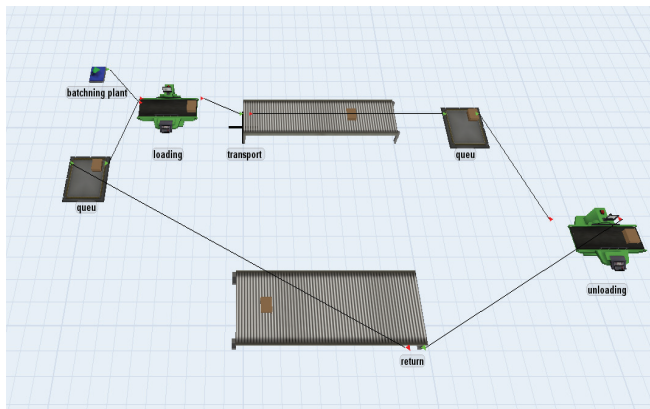 batchning plant
loading
transport
queu
queu
unloading
return